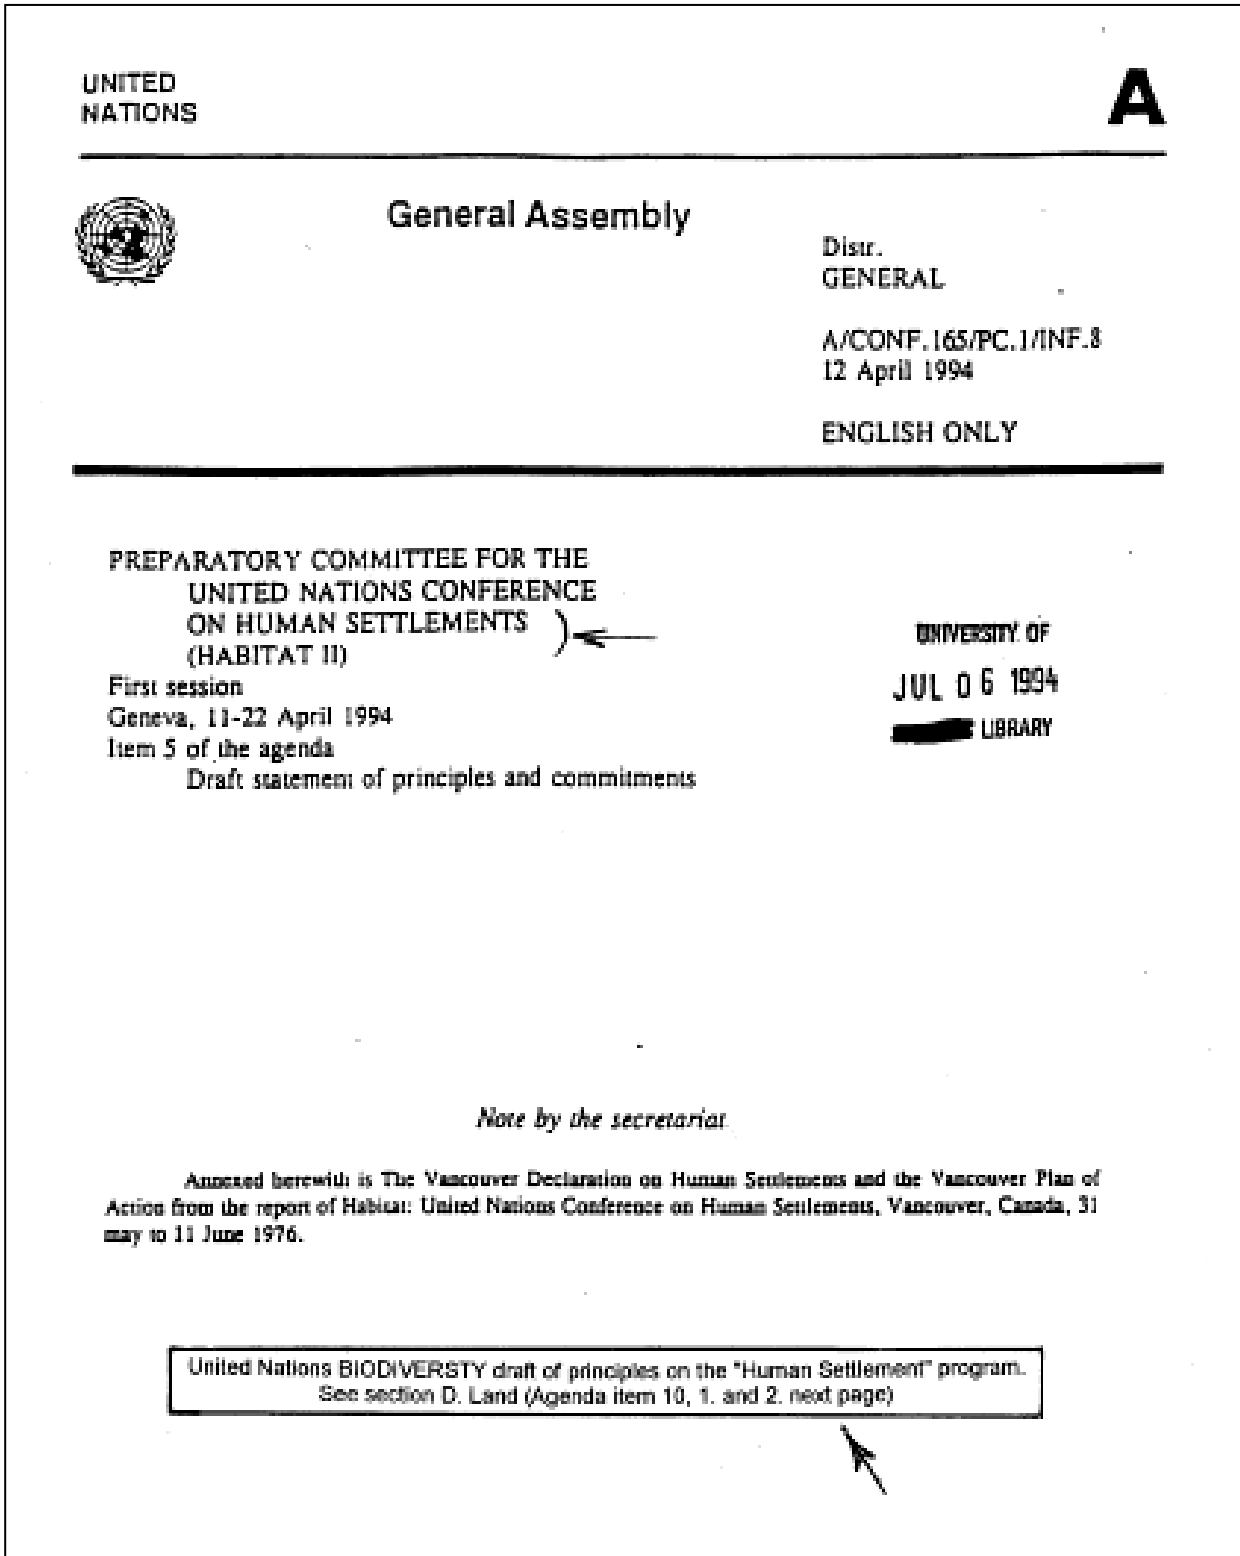 UNITED
NATIONS
A
General Assembly
Distr.
GENERAL
A/CONF.165/PC.1/INF.8
12 April 1994
ENGLISH ONLY
PREPARATORY COMMITTEE FOR THE
UNITED NATIONS CONFERENCE
ON HUMAN SETTLEMENTS
(HABITAT II)
First session
Geneva, 11-22 April 1994
Item 5 of the agenda
Draft statement of principles and commitments
UNIVERSITY OF
JUL 06 1994
LIBRARY
Note by the secretariat
Annexed herewith is The Vancouver Declaration on Human Settlements and the Vancouver Plan of
Action from the report of Habitat: United Nations Conference on Human Settlements, Vancouver, Canada, 31
may to 11 June 1976.
United Nations BIODIVERSTY draft of principles on the "Human Settlement" program.
See section D. Land (Agenda item 10, 1. and 2. next page)